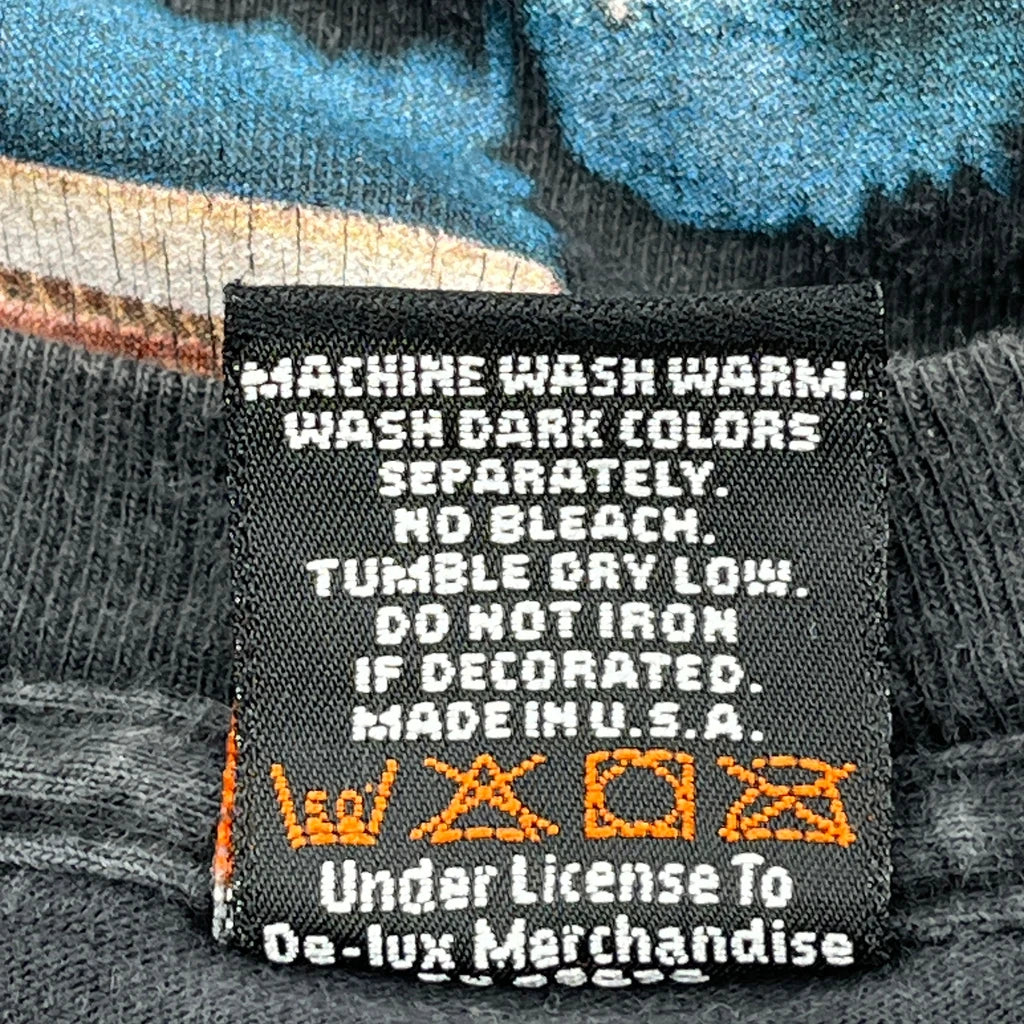 MACHINE WASH WARM.
WASH DARK COLORS
SEPARATELY.
NO BLEACH.
TUMBLE DRY LOW.
DO NOT IRON
IF DECORATED.
MADE IN U.S.A.
50°
Under License To
De-lux Merchandise